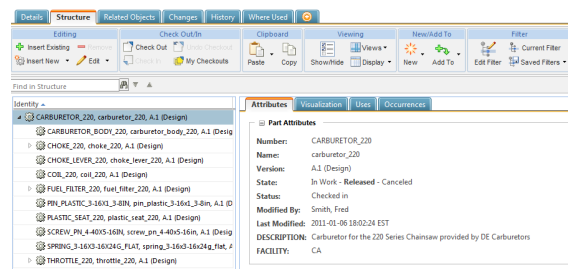 Details Structure Related Objects Changes History Where Used
Editing Check Out/In Clipboard Viewing New/Add To Filter
Insert Existing Remove Check Out Undo Checkout Views Current Filter
Insert New Edit Check In My Checkouts Paste Copy Show/Hide Display New Add To Edit Filter Saved Filters
Find in Structure
Identity
CARBURETOR_220, carburetor_220, A.1 (Design)
CARBURETOR_BODY_220, carburetor_body_220, A.1 (Desig
CHOKE_220, choke_220, A.1 (Design)
CHOKE_LEVER_220, choke_lever_220, A.1 (Design)
COIL_220, coil_220, A.1 (Design)
FUEL_FILTER_220, fuel_filter_220, A.1 (Design)
PIN_PLASTIC_3-16X1_3-8IN, pin_plastic_3-16x1_3-8in, A.1 (D
PLASTIC_SEAT_220, plastic_seat_220, A.1 (Design)
SCREW_PN_4-40X5-16IN, screw_pn_4-40x5-16in, A.1 (Design)
SPRING_3-16X3-16X24G_FLAT, spring_3-16x3-16x24g_flat, A
THROTTLE_220, throttle_220, A.1 (Design)
Attributes Visualization Uses Occurrences
Part Attributes
Number: CARBURETOR_220
Name: carburetor_220
Version: A.1 (Design)
State: In Work - Released - Canceled
Status: Checked in
Modified By: Smith, Fred
Last Modified: 2011-01-06 18:02:24 EST
DESCRIPTION: Carburetor for the 220 Series Chainsaw provided by DE Carburetors
FACILITY: CA